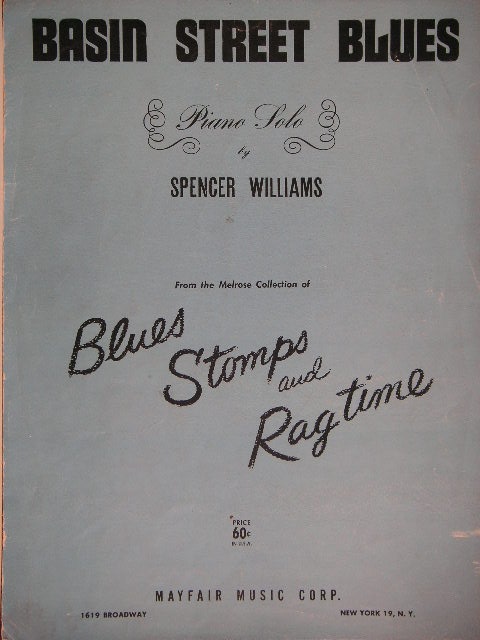 BASIN STREET BLUES
Piano Solo
by
SPENCER WILLIAMS
From the Melrose Collection of
Blues
Stomps
and
Ragtime
PRICE
60¢
IN U.S.A.
MAYFAIR MUSIC CORP.
1619 BROADWAY NEW YORK 19, N. Y.